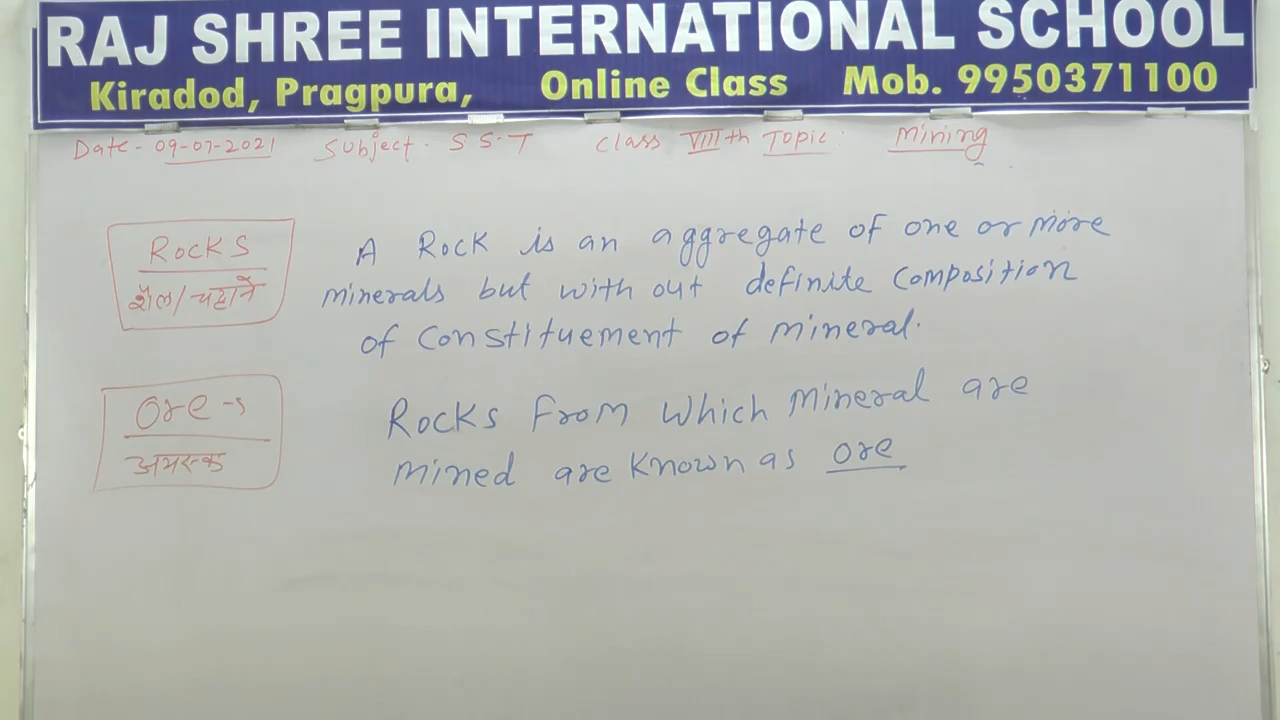 RAJ SHREE INTERNATIONAL SCHOOL
Kiradod, Pragpura, Online Class Mob. 9950371100
Date - 09-07-2021 Subject - S S.T Class VIIIth Topic: Mining
Rocks
शैल/चट्टाने
A Rock is an aggregate of one or more
minerals but with out definite composition
of constituement of mineral.
Ore →
अयस्क
Rocks from which mineral are
mined are known as ore